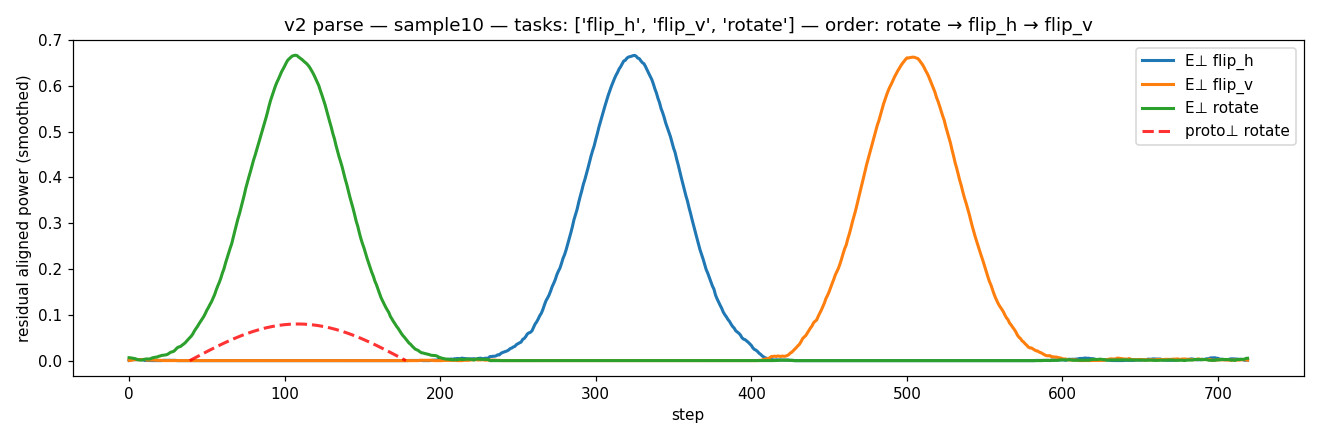 v2 parse — sample10 — tasks: ['flip_h', 'flip_v', 'rotate'] — order: rotate → flip_h → flip_v
residual aligned power (smoothed)
0.7
0.6
0.5
0.4
0.3
0.2
0.1
0.0
E⊥ flip_h
E⊥ flip_v
E⊥ rotate
proto⊥ rotate
0 100 200 300 400 500 600 700
step